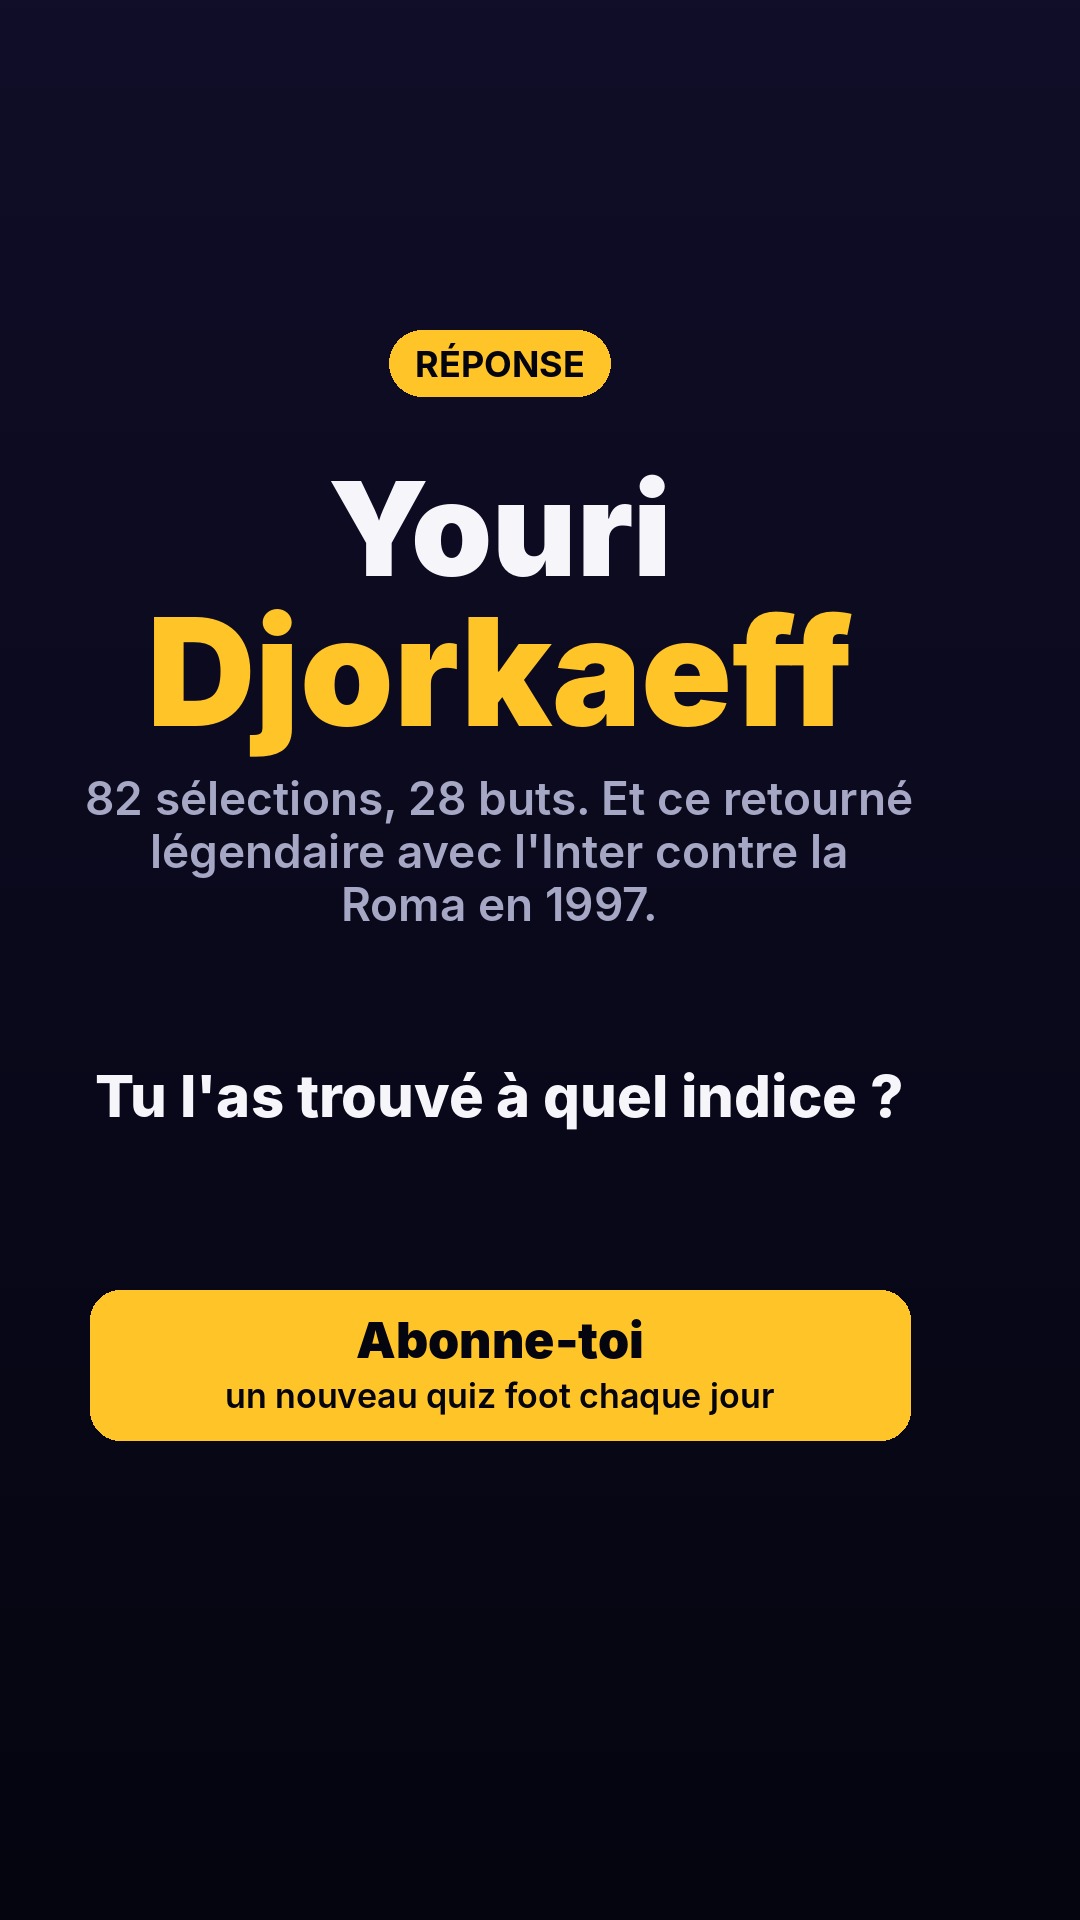 RÉPONSE
Youri
Djorkaeff
82 sélections, 28 buts. Et ce retourné
légendaire avec l'Inter contre la
Roma en 1997.
Tu l'as trouvé à quel indice ?
Abonne-toi
un nouveau quiz foot chaque jour